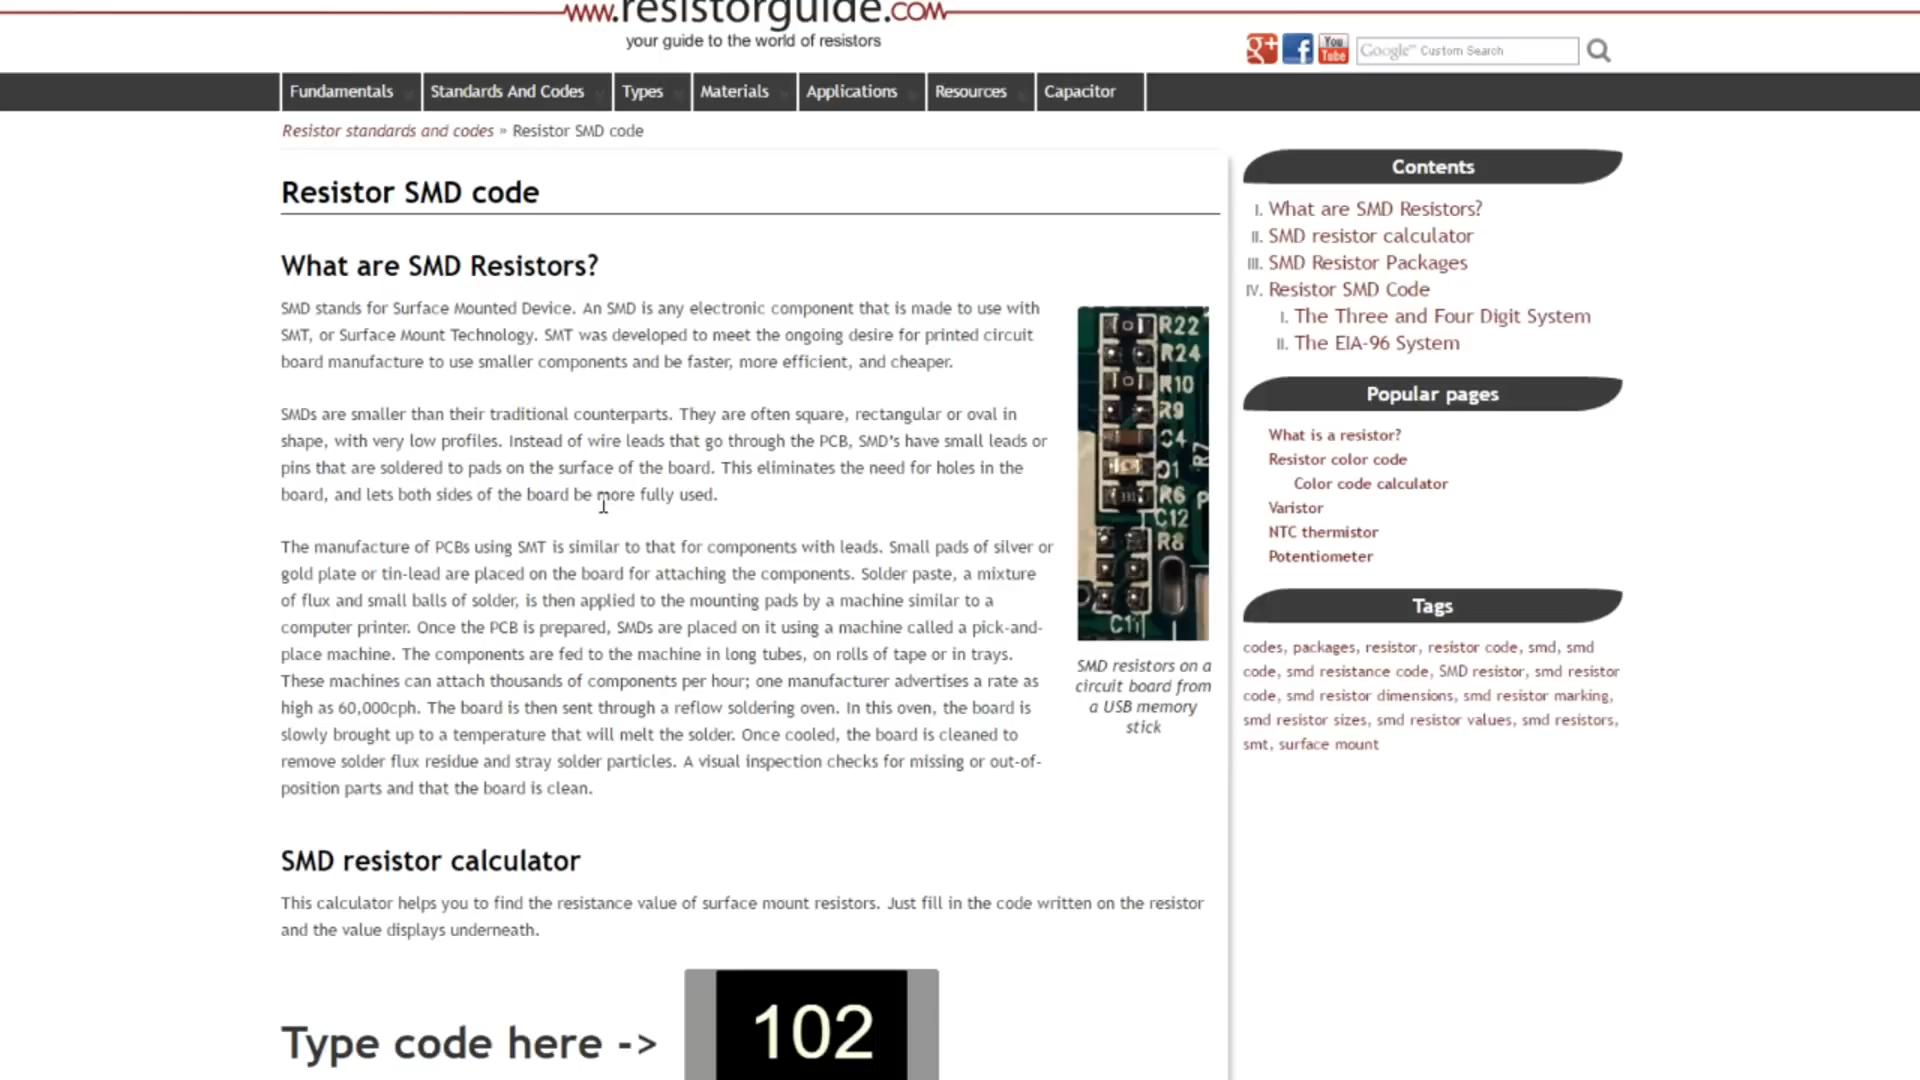 www.resistorguide.com
your guide to the world of resistors
g+
f
You
Tube
Google™ Custom Search
Fundamentals
Standards And Codes
Types
Materials
Applications
Resources
Capacitor
Resistor standards and codes » Resistor SMD code
Resistor SMD code
What are SMD Resistors?
SMD stands for Surface Mounted Device. An SMD is any electronic component that is made to use with
SMT, or Surface Mount Technology. SMT was developed to meet the ongoing desire for printed circuit
board manufacture to use smaller components and be faster, more efficient, and cheaper.
SMDs are smaller than their traditional counterparts. They are often square, rectangular or oval in
shape, with very low profiles. Instead of wire leads that go through the PCB, SMD's have small leads or
pins that are soldered to pads on the surface of the board. This eliminates the need for holes in the
board, and lets both sides of the board be more fully used.
The manufacture of PCBs using SMT is similar to that for components with leads. Small pads of silver or
gold plate or tin-lead are placed on the board for attaching the components. Solder paste, a mixture
of flux and small balls of solder, is then applied to the mounting pads by a machine similar to a
computer printer. Once the PCB is prepared, SMDs are placed on it using a machine called a pick-and-
place machine. The components are fed to the machine in long tubes, on rolls of tape or in trays.
These machines can attach thousands of components per hour; one manufacturer advertises a rate as
high as 60,000cph. The board is then sent through a reflow soldering oven. In this oven, the board is
slowly brought up to a temperature that will melt the solder. Once cooled, the board is cleaned to
remove solder flux residue and stray solder particles. A visual inspection checks for missing or out-of-
position parts and that the board is clean.
R22
R24
R10
R9
C4
R7
R6
C12
R8
C11
SMD resistors on a
circuit board from
a USB memory
stick
SMD resistor calculator
This calculator helps you to find the resistance value of surface mount resistors. Just fill in the code written on the resistor
and the value displays underneath.
Type code here ->
102
Contents
I. What are SMD Resistors?
II. SMD resistor calculator
III. SMD Resistor Packages
IV. Resistor SMD Code
I. The Three and Four Digit System
II. The EIA-96 System
Popular pages
What is a resistor?
Resistor color code
Color code calculator
Varistor
NTC thermistor
Potentiometer
Tags
codes, packages, resistor, resistor code, smd, smd
code, smd resistance code, SMD resistor, smd resistor
code, smd resistor dimensions, smd resistor marking,
smd resistor sizes, smd resistor values, smd resistors,
smt, surface mount